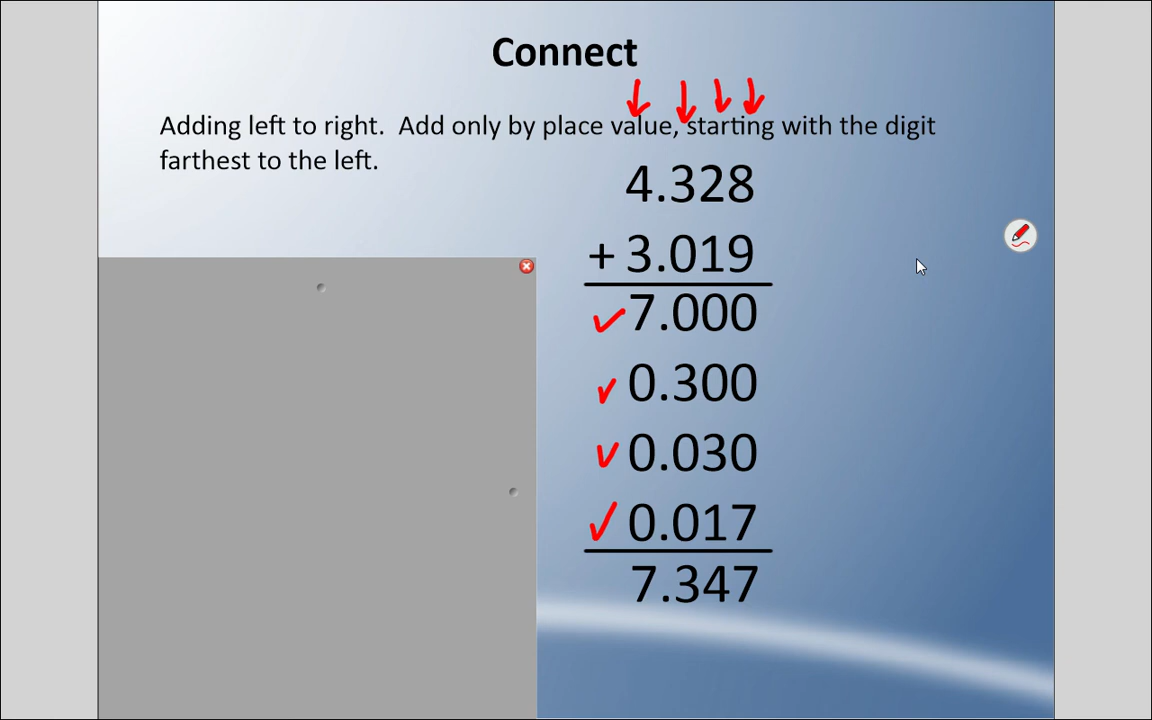 Connect
Adding left to right. Add only by place value, starting with the digit
farthest to the left.
4.328
+ 3.019
7.000
0.300
0.030
0.017
7.347